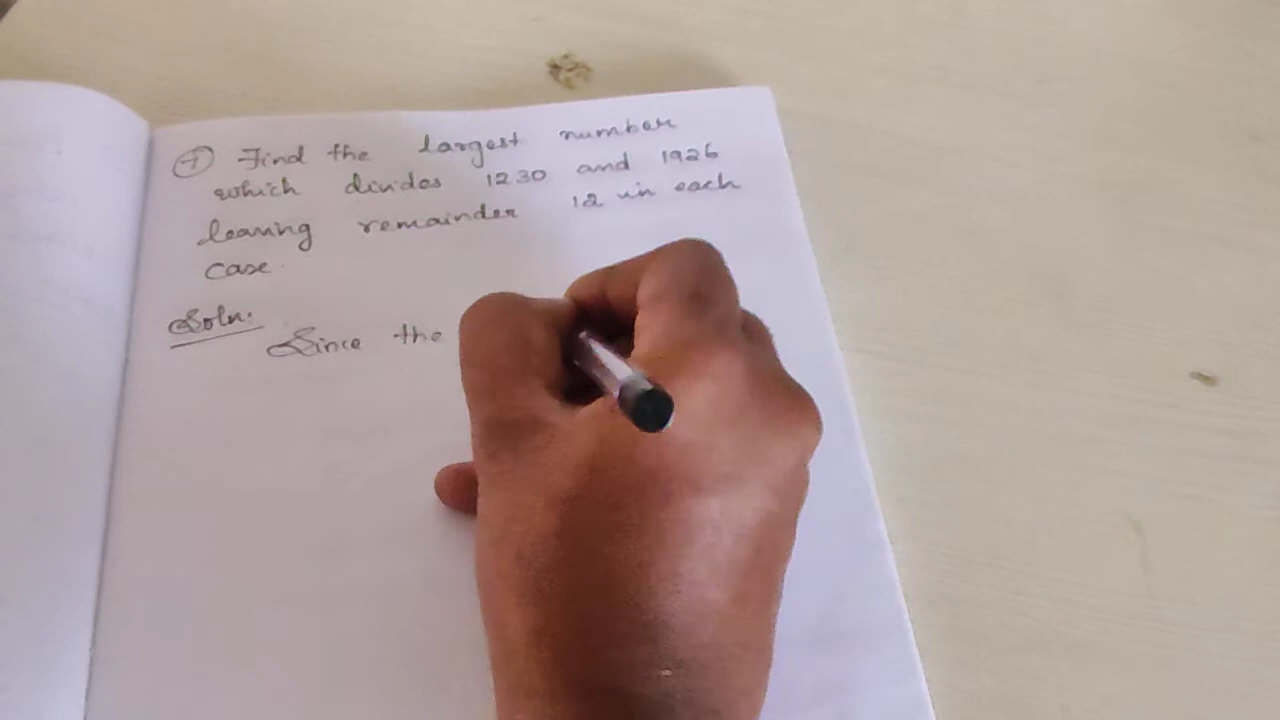 7 Find the largest number
which divides 1230 and 1926
leaving remainder 12 in each
case.
Soln:
Since the